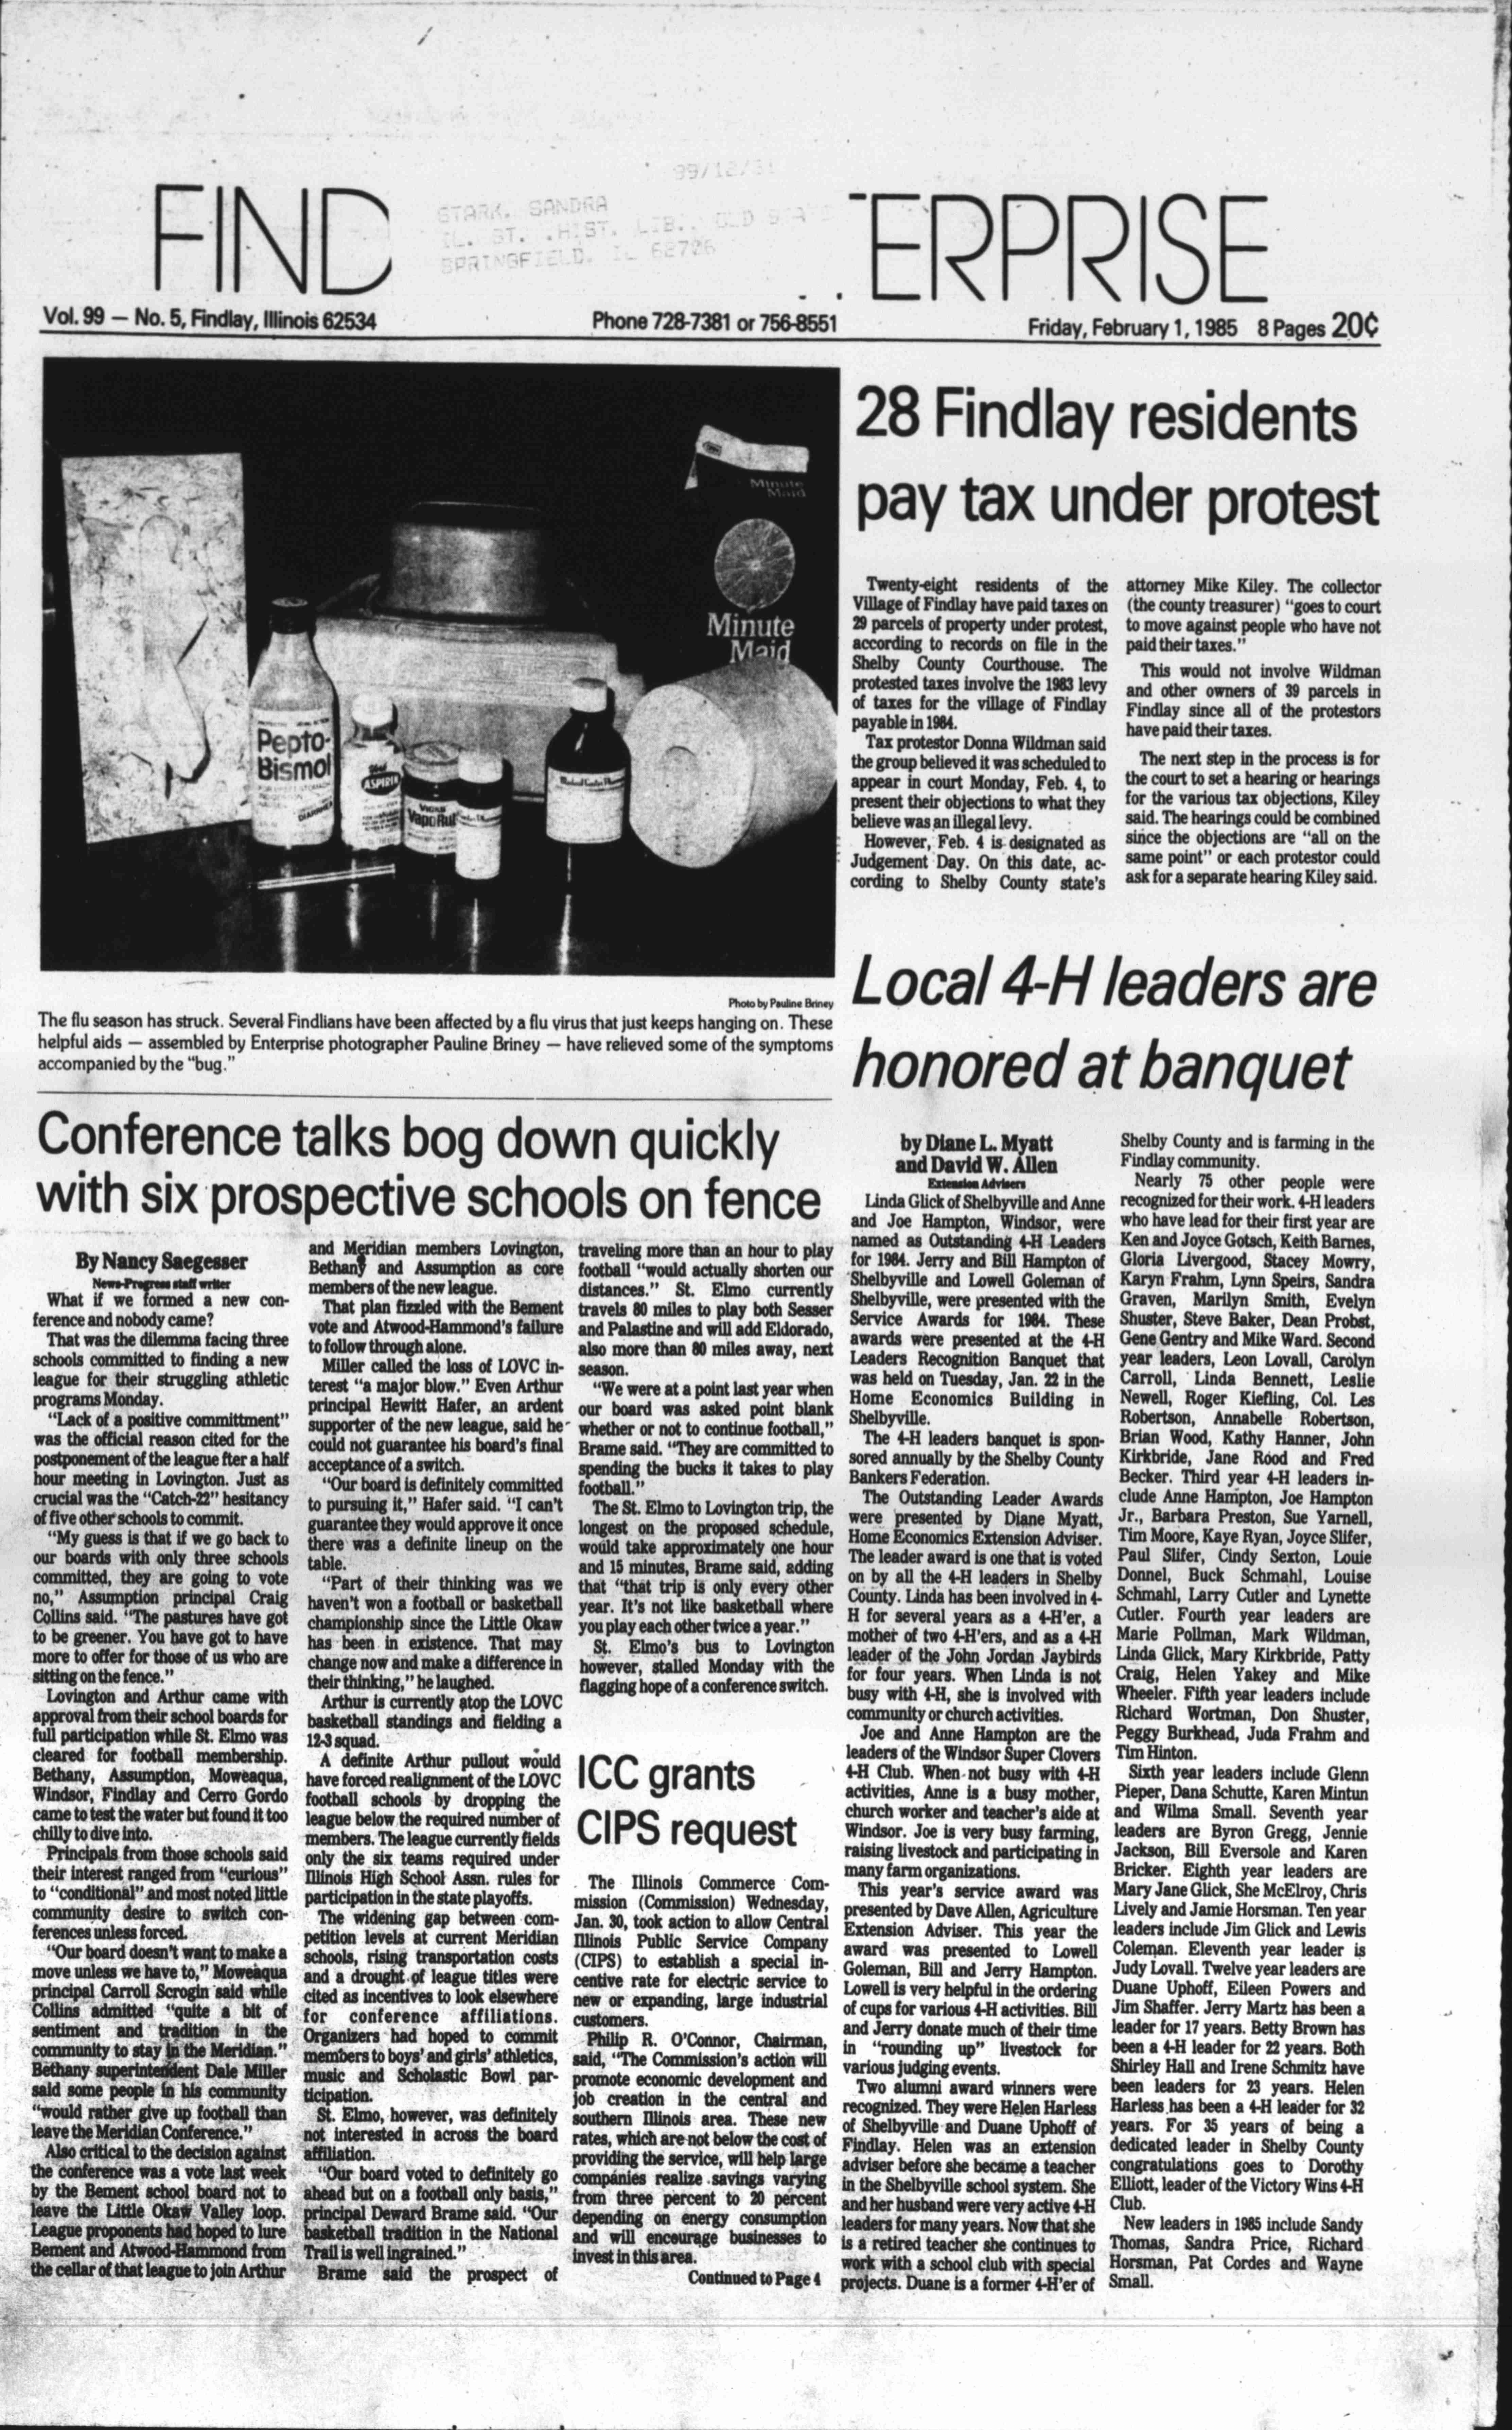 99/12/31
STARK, SANDRA
IL. ST. HIST. LIB., OLD
SPRINGFIELD, IL 62706
FIND
ERPRISE
Vol. 99 — No. 5, Findlay, Illinois 62534
Phone 728-7381 or 756-8551
Friday, February 1, 1985 8 Pages 20¢
Minute
Maid
Minute
Maid
Pepto-
Bismol
ASPIRIN
VICKS
VapoRub
Photo by Pauline Briney
The flu season has struck. Several Findlians have been affected by a flu virus that just keeps hanging on. These
helpful aids — assembled by Enterprise photographer Pauline Briney — have relieved some of the symptoms
accompanied by the "bug."
28 Findlay residents
pay tax under protest
Twenty-eight residents of the
Village of Findlay have paid taxes on
29 parcels of property under protest,
according to records on file in the
Shelby County Courthouse. The
protested taxes involve the 1983 levy
of taxes for the village of Findlay
payable in 1984.
Tax protestor Donna Wildman said
the group believed it was scheduled to
appear in court Monday, Feb. 4, to
present their objections to what they
believe was an illegal levy.
However, Feb. 4 is designated as
Judgement Day. On this date, ac-
cording to Shelby County state's
attorney Mike Kiley. The collector
(the county treasurer) "goes to court
to move against people who have not
paid their taxes."
This would not involve Wildman
and other owners of 39 parcels in
Findlay since all of the protestors
have paid their taxes.
The next step in the process is for
the court to set a hearing or hearings
for the various tax objections, Kiley
said. The hearings could be combined
since the objections are "all on the
same point" or each protestor could
ask for a separate hearing Kiley said.
Conference talks bog down quickly
with six prospective schools on fence
By Nancy Saegesser
News-Progress staff writer
What if we formed a new con-
ference and nobody came?
That was the dilemma facing three
schools committed to finding a new
league for their struggling athletic
programs Monday.
"Lack of a positive committment"
was the official reason cited for the
postponement of the league fter a half
hour meeting in Lovington. Just as
crucial was the "Catch-22" hesitancy
of five other schools to commit.
"My guess is that if we go back to
our boards with only three schools
committed, they are going to vote
no," Assumption principal Craig
Collins said. "The pastures have got
to be greener. You have got to have
more to offer for those of us who are
sitting on the fence."
Lovington and Arthur came with
approval from their school boards for
full participation while St. Elmo was
cleared for football membership.
Bethany, Assumption, Moweaqua,
Windsor, Findlay and Cerro Gordo
came to test the water but found it too
chilly to dive into.
Principals from those schools said
their interest ranged from "curious"
to "conditional" and most noted little
community desire to switch con-
ferences unless forced.
"Our board doesn't want to make a
move unless we have to," Moweaqua
principal Carroll Scrogin said while
Collins admitted "quite a bit of
sentiment and tradition in the
community to stay in the Meridian."
Bethany superintendent Dale Miller
said some people in his community
"would rather give up football than
leave the Meridian Conference."
Also critical to the decision against
the conference was a vote last week
by the Bement school board not to
leave the Little Okaw Valley loop.
League proponents had hoped to lure
Bement and Atwood-Hammond from
the cellar of that league to join Arthur
and Meridian members Lovington,
Bethany and Assumption as core
members of the new league.
That plan fizzled with the Bement
vote and Atwood-Hammond's failure
to follow through alone.
Miller called the loss of LOVC in-
terest "a major blow." Even Arthur
principal Hewitt Hafer, an ardent
supporter of the new league, said he
could not guarantee his board's final
acceptance of a switch.
"Our board is definitely committed
to pursuing it," Hafer said. "I can't
guarantee they would approve it once
there was a definite lineup on the
table.
"Part of their thinking was we
haven't won a football or basketball
championship since the Little Okaw
has been in existence. That may
change now and make a difference in
their thinking," he laughed.
Arthur is currently atop the LOVC
basketball standings and fielding a
12-3 squad.
A definite Arthur pullout would
have forced realignment of the LOVC
football schools by dropping the
league below the required number of
members. The league currently fields
only the six teams required under
Illinois High School Assn. rules for
participation in the state playoffs.
The widening gap between com-
petition levels at current Meridian
schools, rising transportation costs
and a drought of league titles were
cited as incentives to look elsewhere
for conference affiliations.
Organizers had hoped to commit
members to boys' and girls' athletics,
music and Scholastic Bowl par-
ticipation.
St. Elmo, however, was definitely
not interested in across the board
affiliation.
"Our board voted to definitely go
ahead but on a football only basis,"
principal Deward Brame said. "Our
basketball tradition in the National
Trail is well ingrained."
Brame said the prospect of
traveling more than an hour to play
football "would actually shorten our
distances." St. Elmo currently
travels 80 miles to play both Sesser
and Palastine and will add Eldorado,
also more than 80 miles away, next
season.
"We were at a point last year when
our board was asked point blank
whether or not to continue football,"
Brame said. "They are committed to
spending the bucks it takes to play
football."
The St. Elmo to Lovington trip, the
longest on the proposed schedule,
would take approximately one hour
and 15 minutes, Brame said, adding
that "that trip is only every other
year. It's not like basketball where
you play each other twice a year."
St. Elmo's bus to Lovington
however, stalled Monday with the
flagging hope of a conference switch.
ICC grants
CIPS request
The Illinois Commerce Com-
mission (Commission) Wednesday,
Jan. 30, took action to allow Central
Illinois Public Service Company
(CIPS) to establish a special in-
centive rate for electric service to
new or expanding, large industrial
customers.
Philip R. O'Connor, Chairman,
said, "The Commission's action will
promote economic development and
job creation in the central and
southern Illinois area. These new
rates, which are not below the cost of
providing the service, will help large
companies realize savings varying
from three percent to 20 percent
depending on energy consumption
and will encourage businesses to
invest in this area.
Continued to Page 4
Local 4-H leaders are
honored at banquet
by Diane L. Myatt
and David W. Allen
Extension Advisers
Linda Glick of Shelbyville and Anne
and Joe Hampton, Windsor, were
named as Outstanding 4-H Leaders
for 1984. Jerry and Bill Hampton of
Shelbyville and Lowell Goleman of
Shelbyville, were presented with the
Service Awards for 1984. These
awards were presented at the 4-H
Leaders Recognition Banquet that
was held on Tuesday, Jan. 22 in the
Home Economics Building in
Shelbyville.
The 4-H leaders banquet is spon-
sored annually by the Shelby County
Bankers Federation.
The Outstanding Leader Awards
were presented by Diane Myatt,
Home Economics Extension Adviser.
The leader award is one that is voted
on by all the 4-H leaders in Shelby
County. Linda has been involved in 4-
H for several years as a 4-H'er, a
mother of two 4-H'ers, and as a 4-H
leader of the John Jordan Jaybirds
for four years. When Linda is not
busy with 4-H, she is involved with
community or church activities.
Joe and Anne Hampton are the
leaders of the Windsor Super Clovers
4-H Club. When not busy with 4-H
activities, Anne is a busy mother,
church worker and teacher's aide at
Windsor. Joe is very busy farming,
raising livestock and participating in
many farm organizations.
This year's service award was
presented by Dave Allen, Agriculture
Extension Adviser. This year the
award was presented to Lowell
Goleman, Bill and Jerry Hampton.
Lowell is very helpful in the ordering
of cups for various 4-H activities. Bill
and Jerry donate much of their time
in "rounding up" livestock for
various judging events.
Two alumni award winners were
recognized. They were Helen Harless
of Shelbyville and Duane Uphoff of
Findlay. Helen was an extension
adviser before she became a teacher
in the Shelbyville school system. She
and her husband were very active 4-H
leaders for many years. Now that she
is a retired teacher she continues to
work with a school club with special
projects. Duane is a former 4-H'er of
Shelby County and is farming in the
Findlay community.
Nearly 75 other people were
recognized for their work. 4-H leaders
who have lead for their first year are
Ken and Joyce Gotsch, Keith Barnes,
Gloria Livergood, Stacey Mowry,
Karyn Frahm, Lynn Speirs, Sandra
Graven, Marilyn Smith, Evelyn
Shuster, Steve Baker, Dean Probst,
Gene Gentry and Mike Ward. Second
year leaders, Leon Lovall, Carolyn
Carroll, Linda Bennett, Leslie
Newell, Roger Kiefling, Col. Les
Robertson, Annabelle Robertson,
Brian Wood, Kathy Hanner, John
Kirkbride, Jane Rood and Fred
Becker. Third year 4-H leaders in-
clude Anne Hampton, Joe Hampton
Jr., Barbara Preston, Sue Yarnell,
Tim Moore, Kaye Ryan, Joyce Slifer,
Paul Slifer, Cindy Sexton, Louie
Donnel, Buck Schmahl, Louise
Schmahl, Larry Cutler and Lynette
Cutler. Fourth year leaders are
Marie Pollman, Mark Wildman,
Linda Glick, Mary Kirkbride, Patty
Craig, Helen Yakey and Mike
Wheeler. Fifth year leaders include
Richard Wortman, Don Shuster,
Peggy Burkhead, Juda Frahm and
Tim Hinton.
Sixth year leaders include Glenn
Pieper, Dana Schutte, Karen Mintun
and Wilma Small. Seventh year
leaders are Byron Gregg, Jennie
Jackson, Bill Eversole and Karen
Bricker. Eighth year leaders are
Mary Jane Glick, She McElroy, Chris
Lively and Jamie Horsman. Ten year
leaders include Jim Glick and Lewis
Coleman. Eleventh year leader is
Judy Lovall. Twelve year leaders are
Duane Uphoff, Eileen Powers and
Jim Shaffer. Jerry Martz has been a
leader for 17 years. Betty Brown has
been a 4-H leader for 22 years. Both
Shirley Hall and Irene Schmitz have
been leaders for 23 years. Helen
Harless has been a 4-H leader for 32
years. For 35 years of being a
dedicated leader in Shelby County
congratulations goes to Dorothy
Elliott, leader of the Victory Wins 4-H
Club.
New leaders in 1985 include Sandy
Thomas, Sandra Price, Richard
Horsman, Pat Cordes and Wayne
Small.